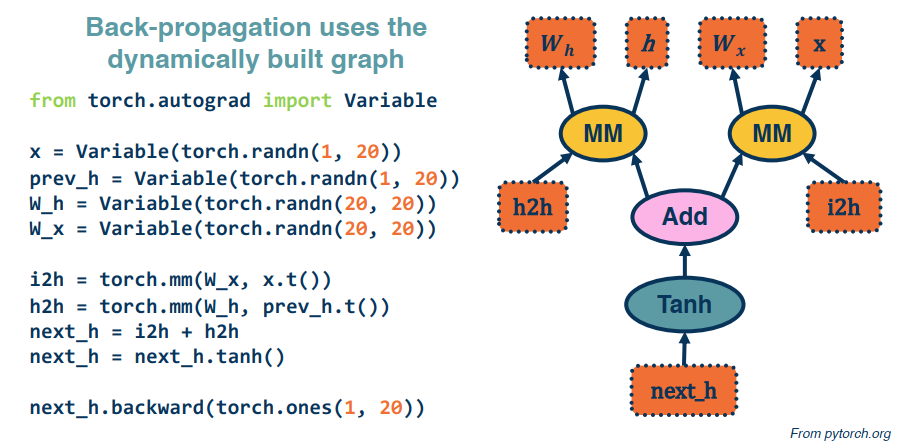 Back-propagation uses the
dynamically built graph
from torch.autograd import Variable
x = Variable(torch.randn(1, 20))
prev_h = Variable(torch.randn(1, 20))
W_h = Variable(torch.randn(20, 20))
W_x = Variable(torch.randn(20, 20))
i2h = torch.mm(W_x, x.t())
h2h = torch.mm(W_h, prev_h.t())
next_h = i2h + h2h
next_h = next_h.tanh()
next_h.backward(torch.ones(1, 20))
W_h h W_x x
MM MM
h2h Add i2h
Tanh
next_h
From pytorch.org